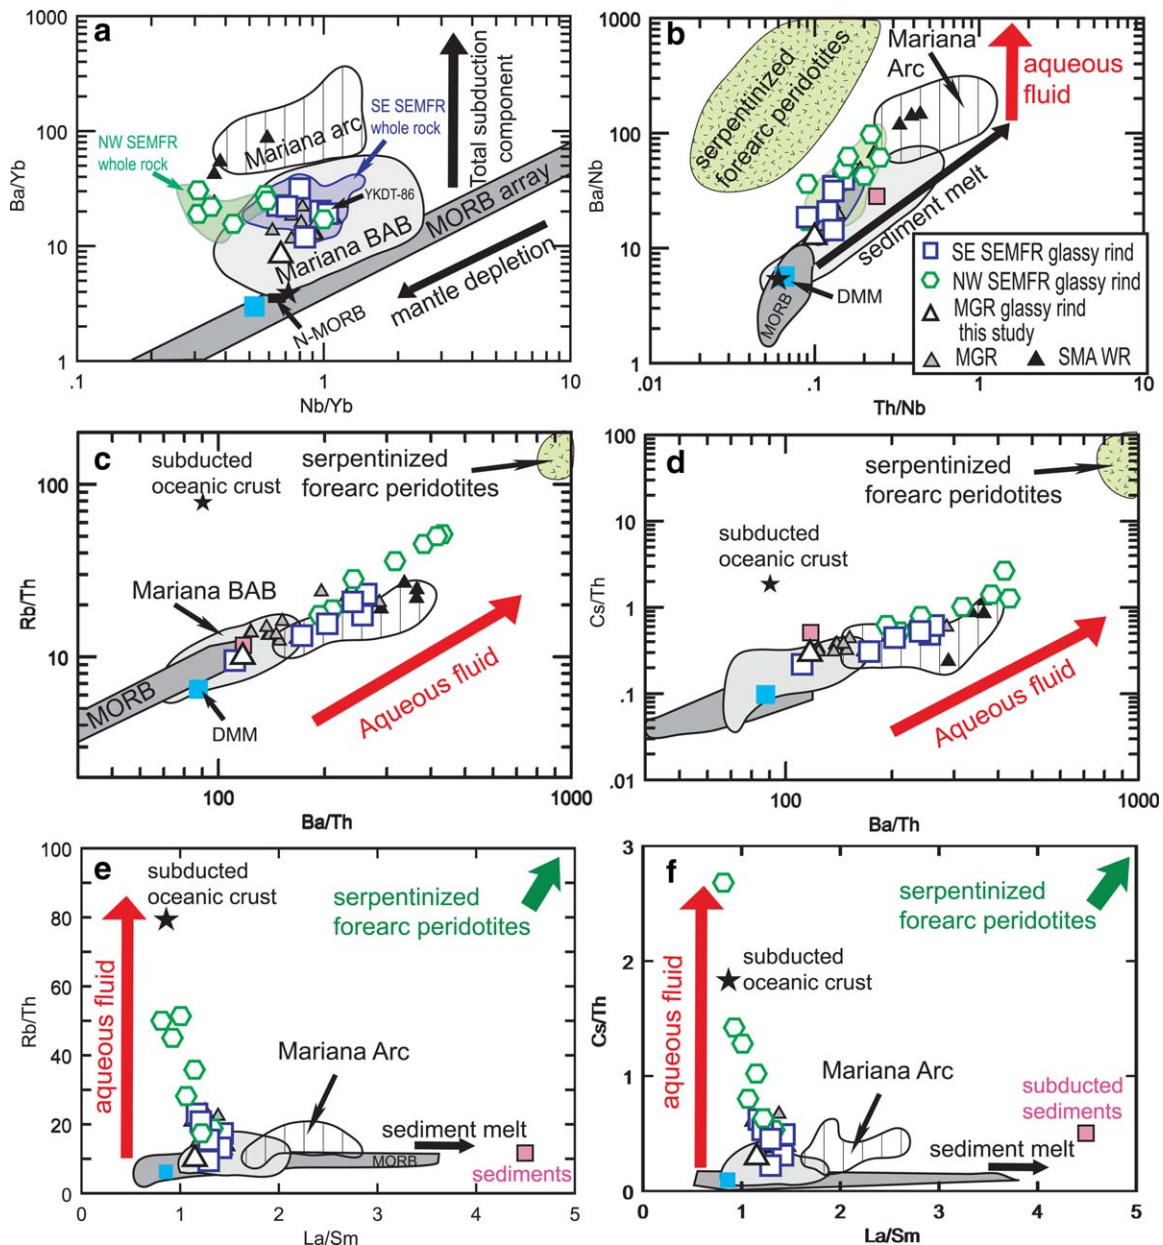 a
1000
100
10
1
Ba/Yb
.1
1
10
Nb/Yb
NW SEMFR
whole rock
SE SEMFR
whole rock
Mariana arc
YKDT-86
Mariana BAB
MORB array
N-MORB
mantle depletion
Total subduction
component
b
1000
100
10
1
Ba/Nb
.01
0.1
1
10
Th/Nb
serpentinized
forearc peridotites
Mariana
Arc
aqueous
fluid
sediment melt
MORB
DMM
SE SEMFR glassy rind
NW SEMFR glassy rind
MGR glassy rind
this study
MGR
SMA WR
c
100
10
Rb/Th
100
1000
Ba/Th
subducted
oceanic crust
serpentinized
forearc peridotites
Mariana BAB
MORB
DMM
Aqueous fluid
d
100
10
1
.1
.01
Cs/Th
100
1000
Ba/Th
serpentinized
forearc peridotites
subducted
oceanic crust
Aqueous fluid
e
100
80
60
40
20
0
Rb/Th
0
1
2
3
4
5
La/Sm
subducted
oceanic crust
serpentinized
forearc peridotites
aqueous fluid
Mariana Arc
sediment melt
MORB
sediments
f
3
2
1
0
Cs/Th
0
1
2
3
4
5
La/Sm
serpentinized
forearc peridotites
subducted
oceanic crust
aqueous fluid
Mariana Arc
subducted
sediments
sediment melt